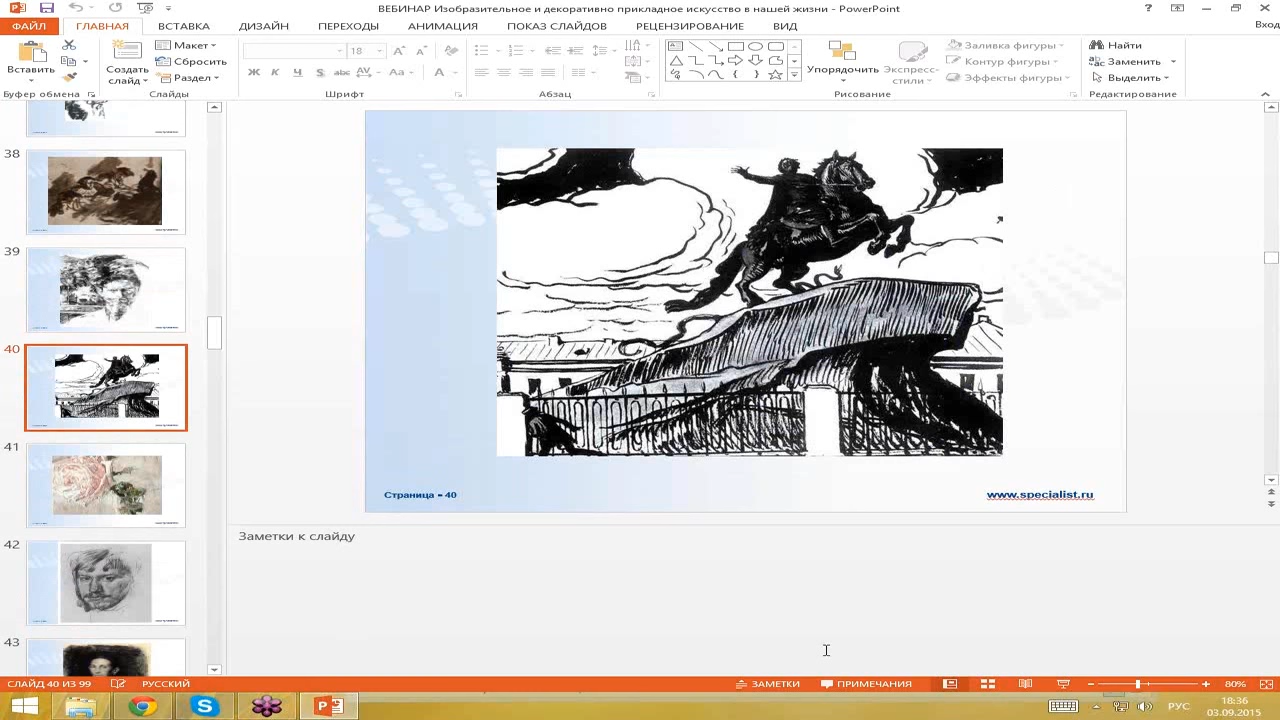 ВЕБИНАР Изобразительное и декоративно прикладное искусство в нашей жизни - PowerPoint
?
ФАЙЛ ГЛАВНАЯ ВСТАВКА ДИЗАЙН ПЕРЕХОДЫ АНИМАЦИЯ ПОКАЗ СЛАЙДОВ РЕЦЕНЗИРОВАНИЕ ВИД Вход
Вставить
Создать слайд
Макет
Сбросить
Раздел
18
Ж К Ч S abc AV Aa A
Упорядочить
Экспресс-стили
Заливка фигуры
Контур фигуры
Эффекты фигуры
Найти
Заменить
Выделить
Буфер обмена Слайды Шрифт Абзац Рисование Редактирование
38
39
40
41
42
43
Страница - 40
www.specialist.ru
Заметки к слайду
СЛАЙД 40 ИЗ 99 РУССКИЙ ЗАМЕТКИ ПРИМЕЧАНИЯ 80%
РУС
18:36
03.09.2015